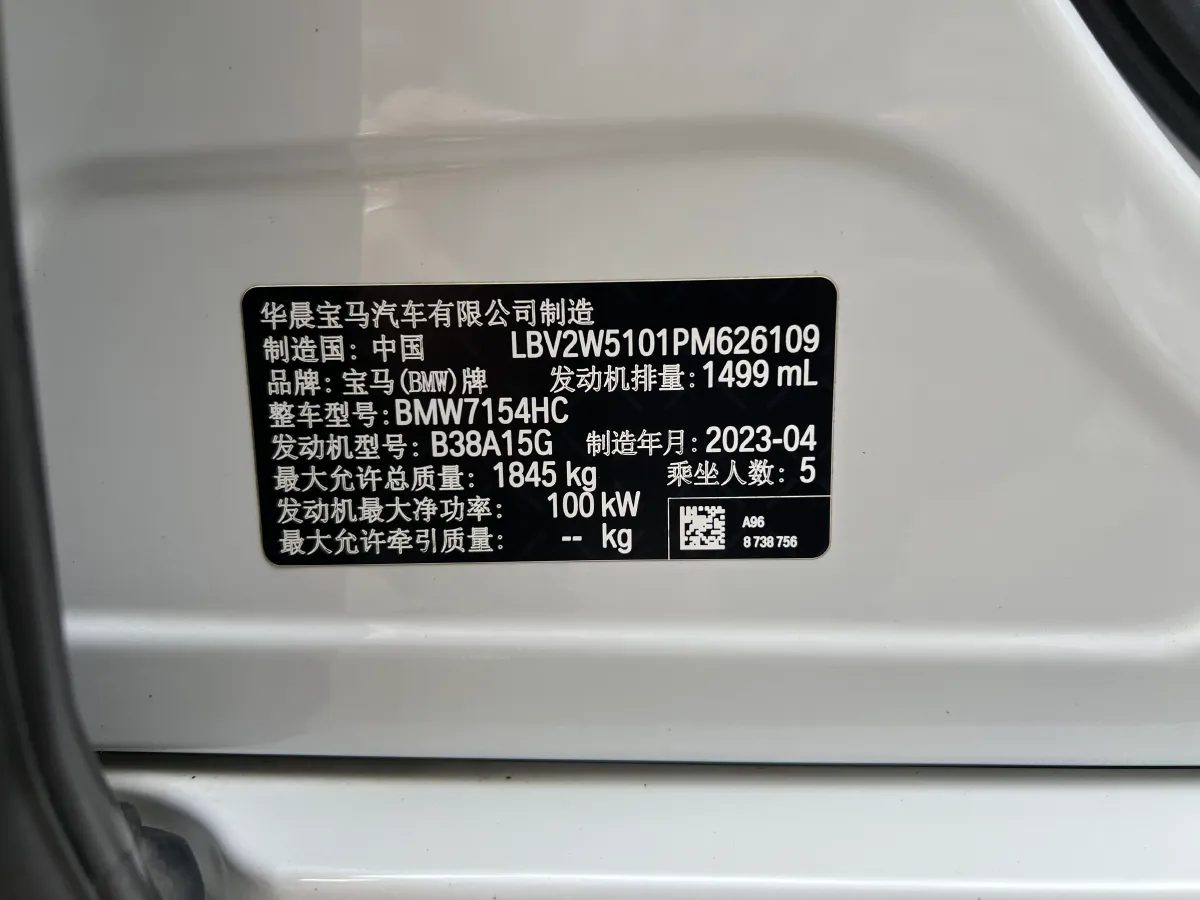 华晨宝马汽车有限公司制造
制造国：中国 LBV2W5101PM626109
品牌：宝马(BMW)牌 发动机排量：1499 mL
整车型号：BMW7154HC
发动机型号：B38A15G 制造年月：2023-04
最大允许总质量：1845 kg 乘坐人数：5
发动机最大净功率：100 kW
最大允许牵引质量：-- kg
A96
8 738 756